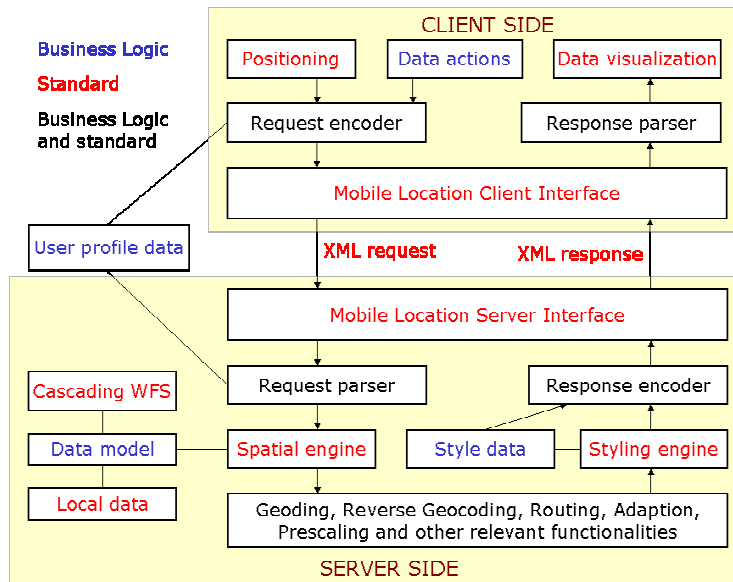 CLIENT SIDE
Business Logic
Standard
Business Logic
and standard
Positioning
Data actions
Data visualization
Request encoder
Response parser
Mobile Location Client Interface
User profile data
XML request
XML response
Mobile Location Server Interface
Request parser
Response encoder
Cascading WFS
Data model
Spatial engine
Style data
Styling engine
Local data
Geoding, Reverse Geocoding, Routing, Adaption,
Prescaling and other relevant functionalities
SERVER SIDE